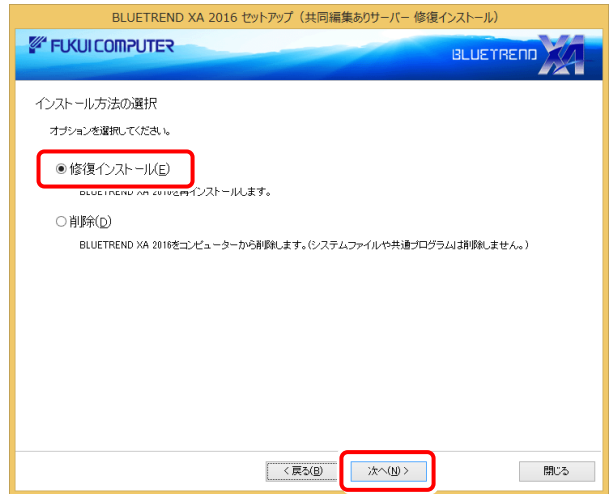 BLUETREND XA 2016 セットアップ（共同編集ありサーバー 修復インストール）
FUKUI COMPUTER
BLUETREND XA
インストール方法の選択
オプションを選択してください。
修復インストール(E)
BLUETREND XA 2016を再インストールします。
削除(D)
BLUETREND XA 2016をコンピューターから削除します。(システムファイルや共通プログラムは削除しません。)
< 戻る(B)
次へ(N) >
閉じる